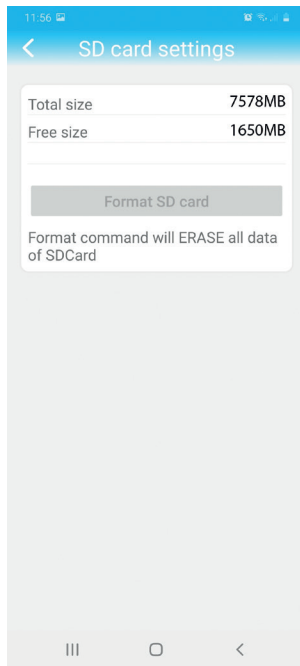 11:56
SD card settings
Total size 7578MB
Free size 1650MB
Format SD card
Format command will ERASE all data
of SDCard